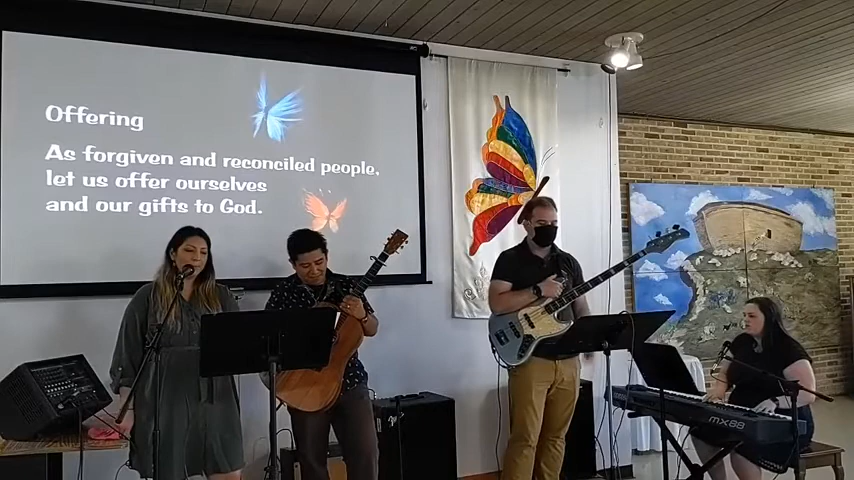 Offering
As forgiven and reconciled people,
let us offer ourselves
and our gifts to God.
mx88